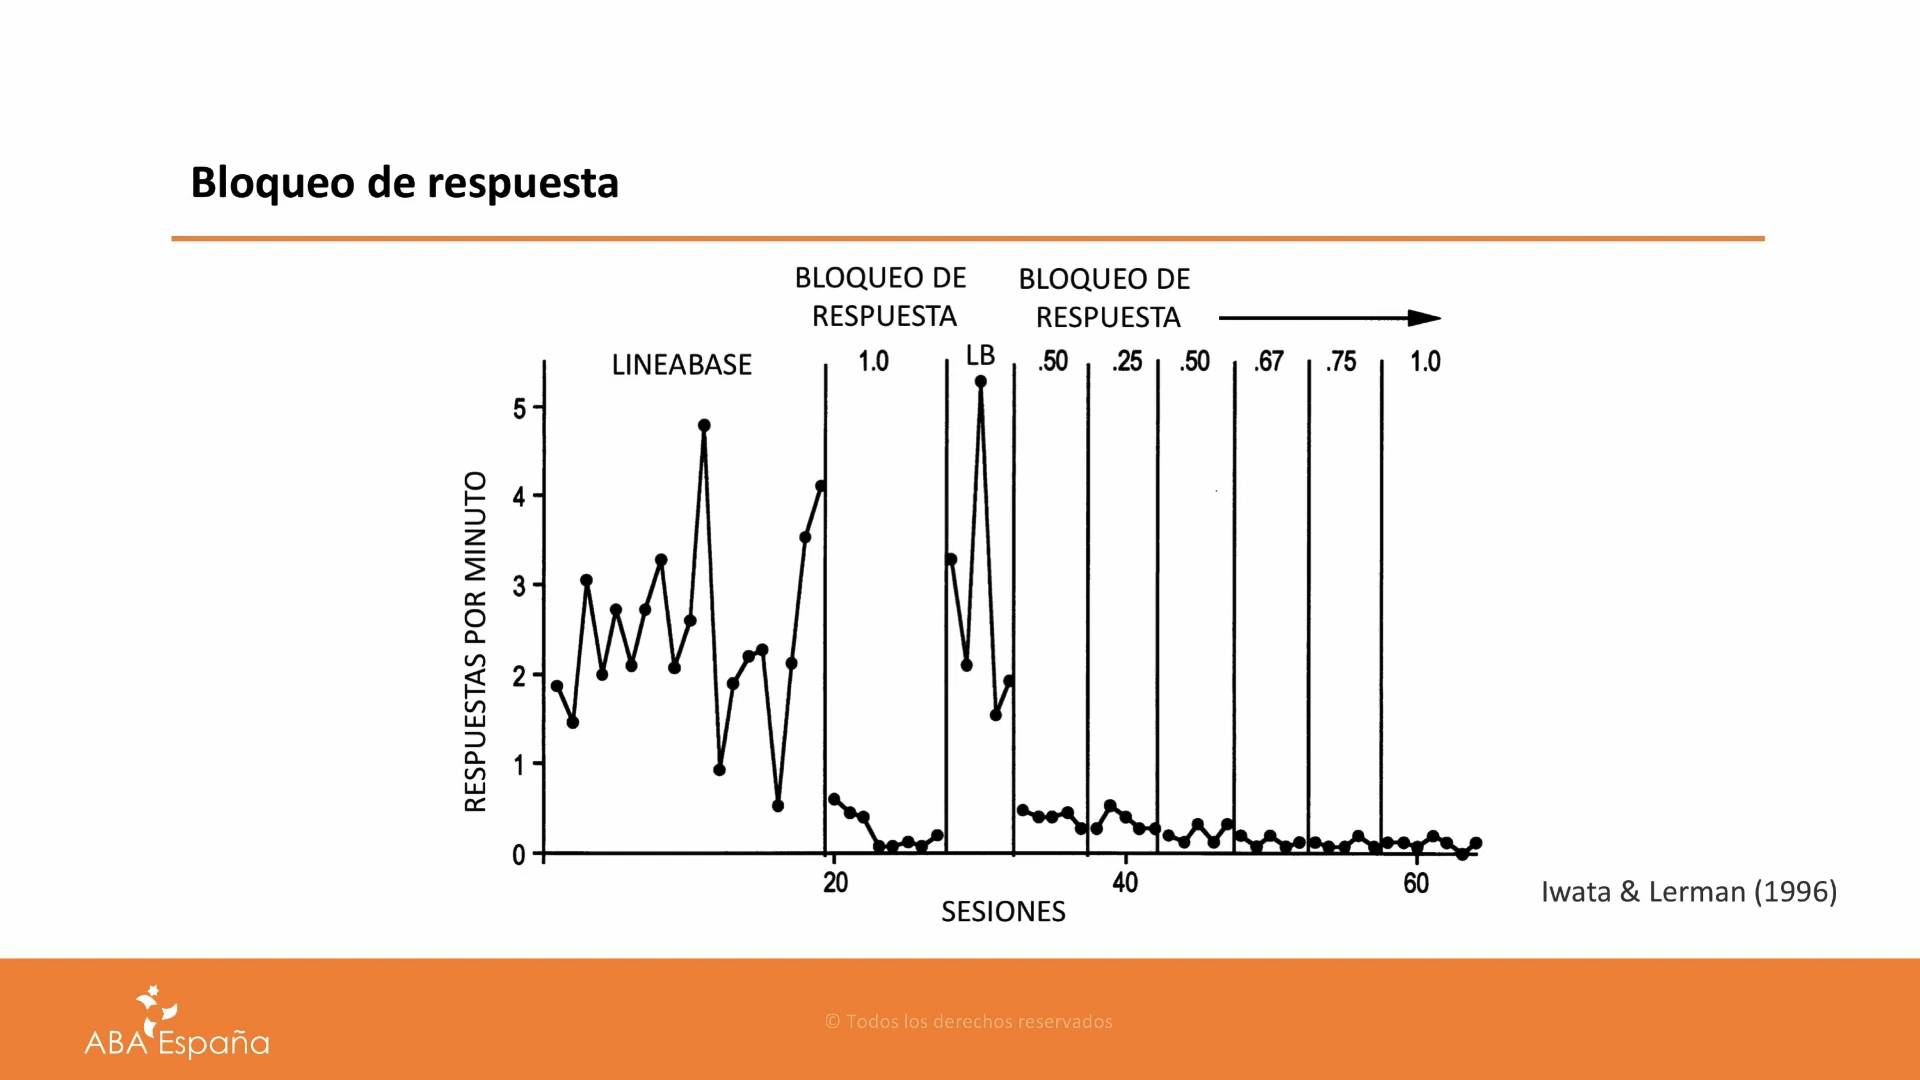 Bloqueo de respuesta
BLOQUEO DE
RESPUESTA
BLOQUEO DE
RESPUESTA
LINEABASE
1.0
LB
.50
.25
.50
.67
.75
1.0
RESPUESTAS POR MINUTO
5
4
3
2
1
0
20
40
60
SESIONES
Iwata & Lerman (1996)
ABA España
© Todos los derechos reservados